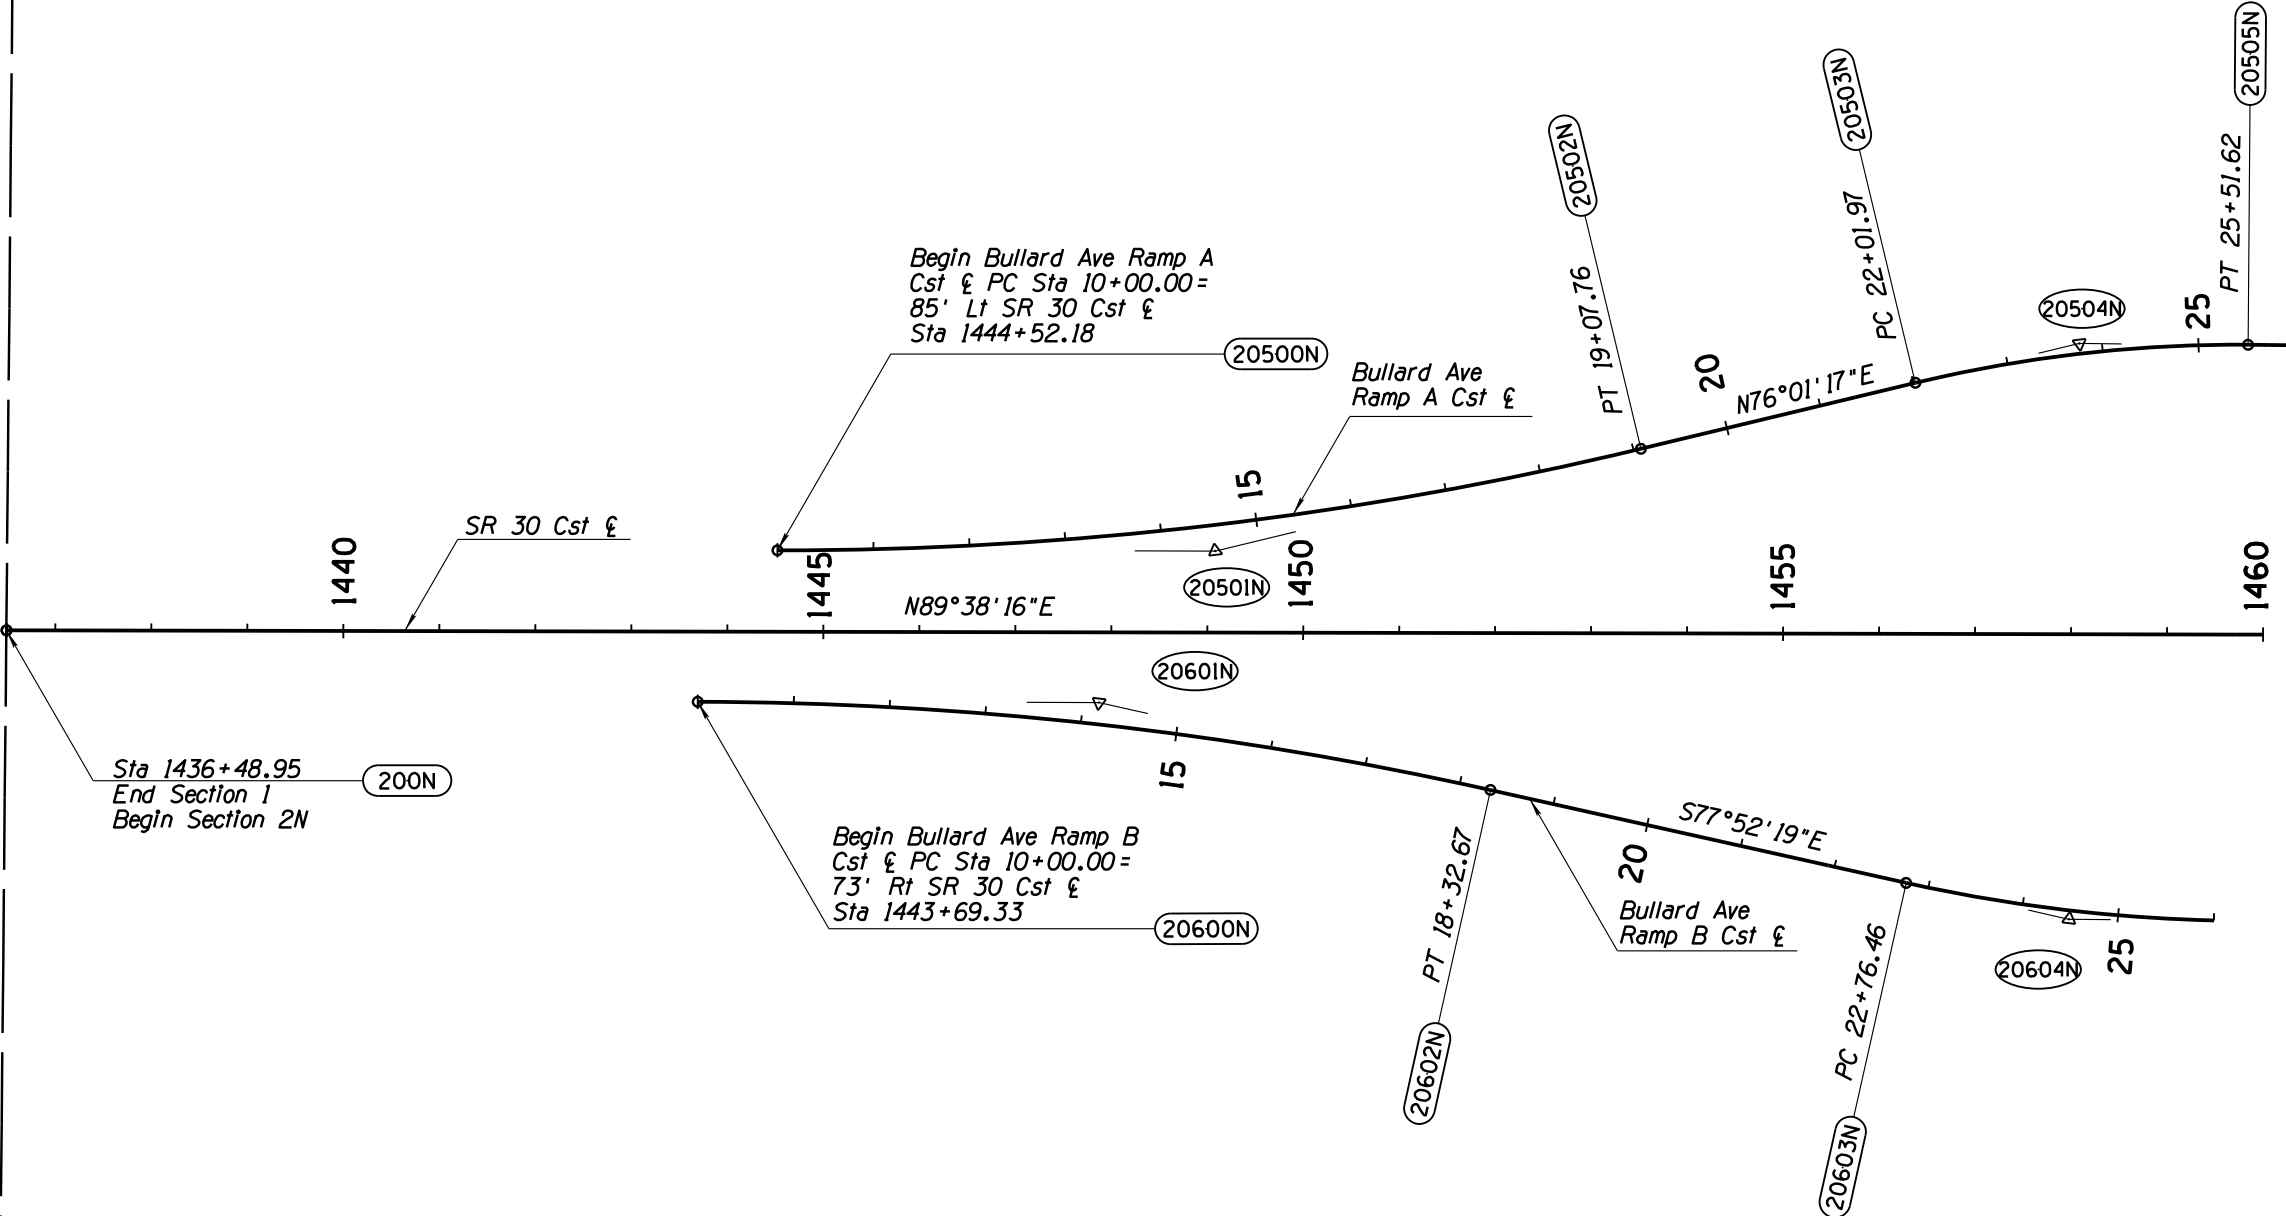 20505N
20503N
20502N
PT 25+51.62
PC 22+01.97
PT 19+07.76
Begin Bullard Ave Ramp A
Cst ℄ PC Sta 10+00.00=
85' Lt SR 30 Cst ℄
Sta 1444+52.18
20500N
20504N
25
Bullard Ave
Ramp A Cst ℄
20
N76°01'17"E
15
SR 30 Cst ℄
1440
1445
1450
1455
1460
20501N
N89°38'16"E
20601N
Sta 1436+48.95
End Section 1
Begin Section 2N
200N
15
S77°52'19"E
Begin Bullard Ave Ramp B
Cst ℄ PC Sta 10+00.00=
73' Rt SR 30 Cst ℄
Sta 1443+69.33
20600N
PT 18+32.67
20
Bullard Ave
Ramp B Cst ℄
20604N
25
PC 22+76.46
20602N
20603N